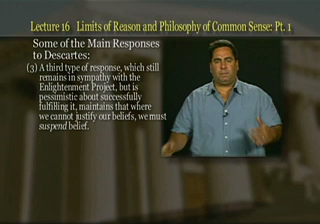 Lecture 16   Limits of Reason and Philosophy of Common Sense: Pt. 1
Some of the Main Responses
to Descartes:
(3) A third type of response, which still
remains in sympathy with the
Enlightenment Project, but is
pessimistic about successfully
fulfilling it, maintains that where
we cannot justify our beliefs, we must
suspend belief.